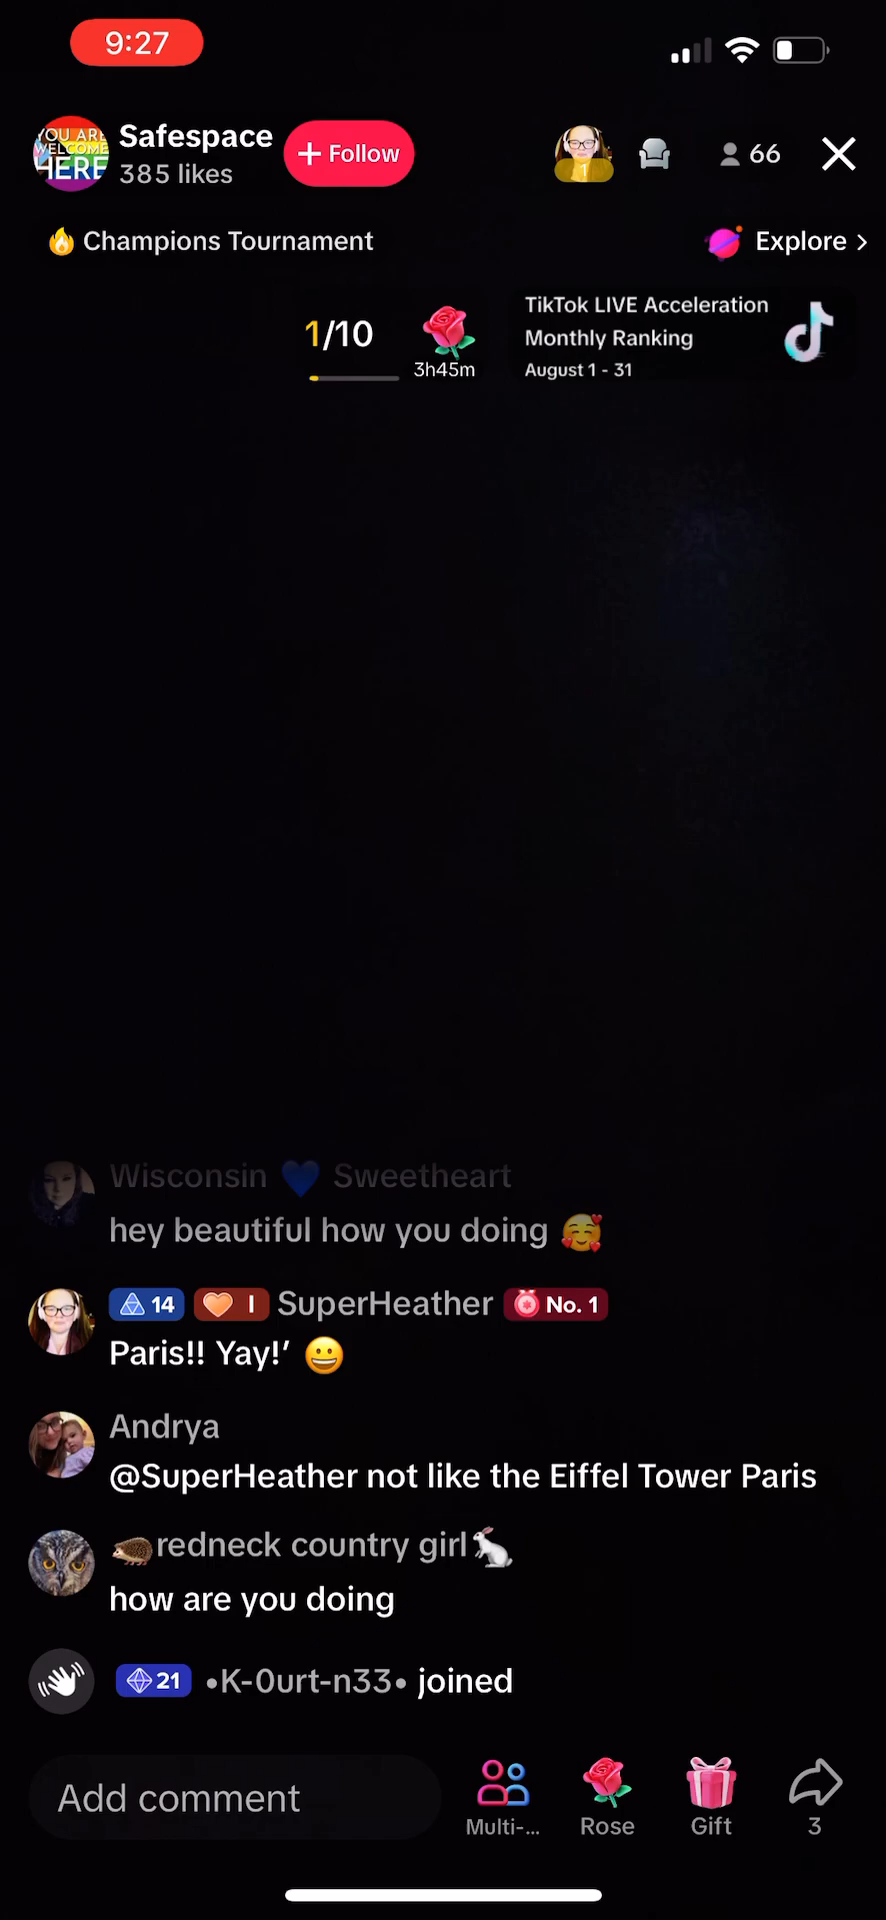 9:27
YOU ARE
WELCOME
HERE
Safespace
385 likes
+ Follow
1
66
🔥 Champions Tournament
Explore >
1/10
3h45m
TikTok LIVE Acceleration
Monthly Ranking
August 1 - 31
Wisconsin 💙 Sweetheart
hey beautiful how you doing 🥰
14 I SuperHeather No. 1
Paris!! Yay!’ 😀
Andrya
@SuperHeather not like the Eiffel Tower Paris
🦔redneck country girl🐇
how are you doing
21 •K-0urt-n33• joined
Add comment
Multi-...
Rose
Gift
3